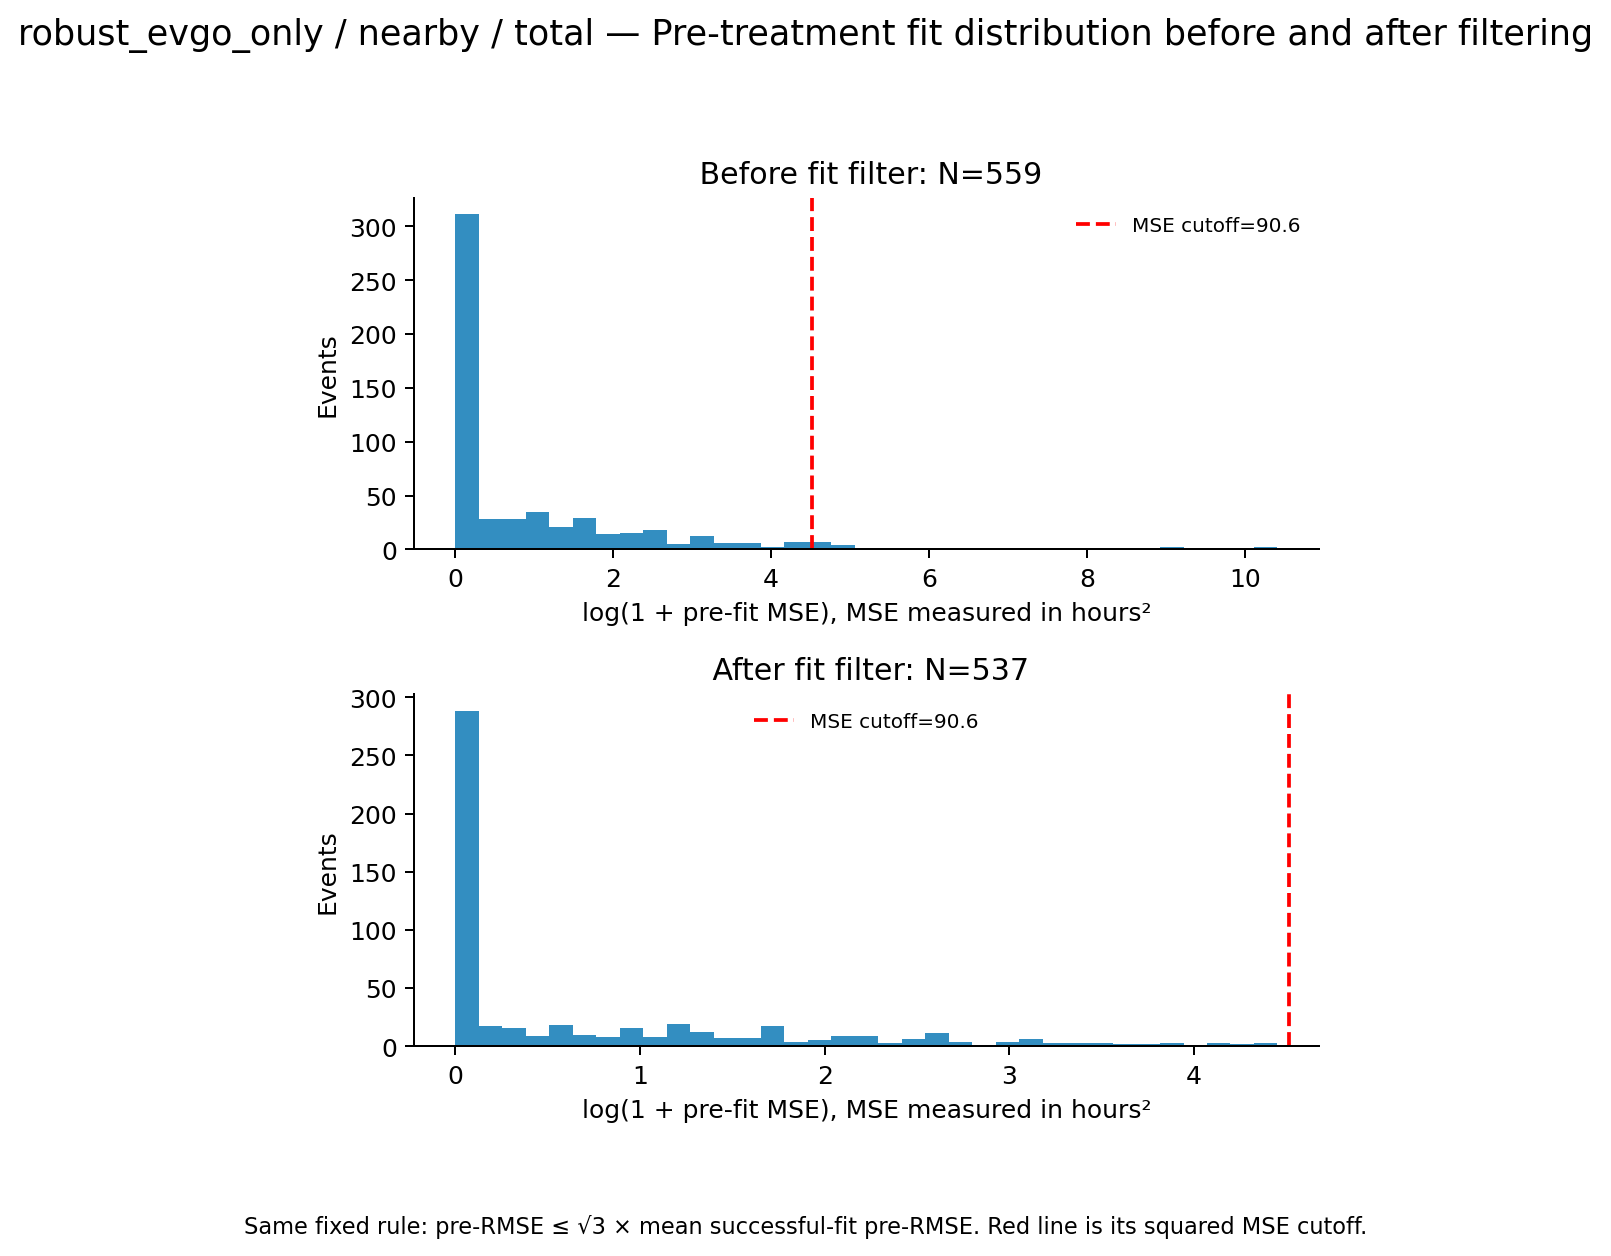 robust_evgo_only / nearby / total — Pre-treatment fit distribution before and after filtering
Before fit filter: N=559
MSE cutoff=90.6
300
250
200
150
100
50
0
Events
0 2 4 6 8 10
log(1 + pre-fit MSE), MSE measured in hours²
After fit filter: N=537
MSE cutoff=90.6
300
250
200
150
100
50
0
Events
0 1 2 3 4
log(1 + pre-fit MSE), MSE measured in hours²
Same fixed rule: pre-RMSE ≤ √3 × mean successful-fit pre-RMSE. Red line is its squared MSE cutoff.